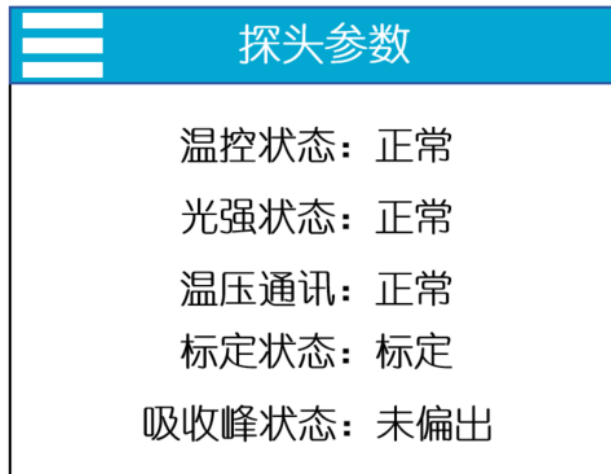 探头参数
温控状态：正常
光强状态：正常
温压通讯：正常
标定状态：标定
吸收峰状态：未偏出